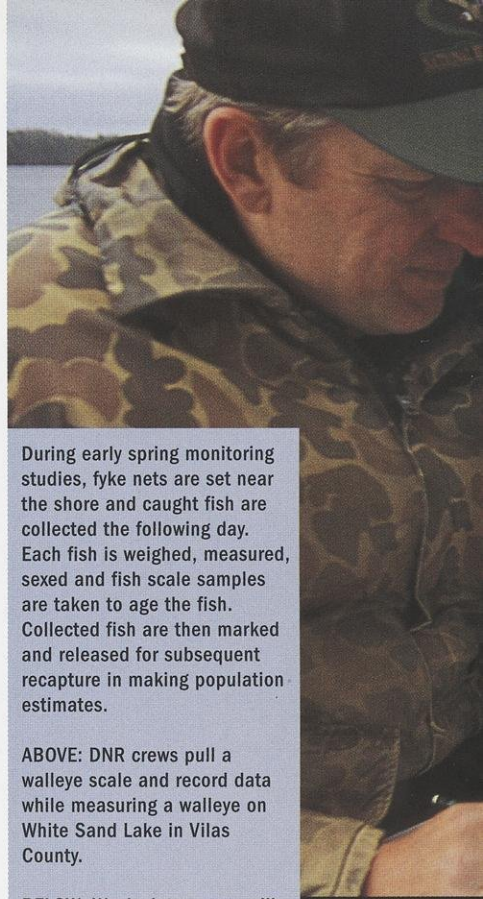 During early spring monitoring
studies, fyke nets are set near
the shore and caught fish are
collected the following day.
Each fish is weighed, measured,
sexed and fish scale samples
are taken to age the fish.
Collected fish are then marked
and released for subsequent
recapture in making population
estimates.
ABOVE: DNR crews pull a
walleye scale and record data
while measuring a walleye on
White Sand Lake in Vilas
County.